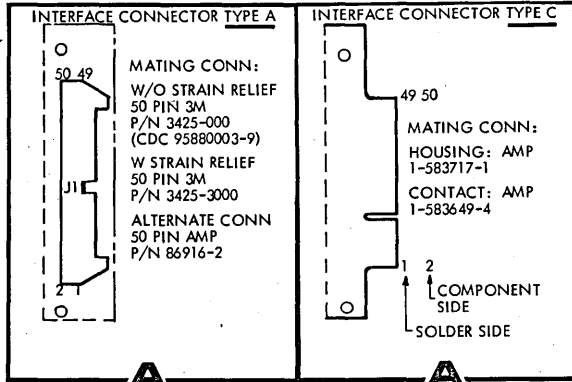 INTERFACE CONNECTOR TYPE A
50 49
MATING CONN:
W/O STRAIN RELIEF
50 PIN 3M
P/N 3425-000
(CDC 95880003-9)
W STRAIN RELIEF
50 PIN 3M
P/N 3425-3000
J1
ALTERNATE CONN
50 PIN AMP
P/N 86916-2
2 1
A
INTERFACE CONNECTOR TYPE C
49 50
MATING CONN:
HOUSING: AMP
1-583717-1
CONTACT: AMP
1-583649-4
1 2
COMPONENT
SIDE
SOLDER SIDE
A